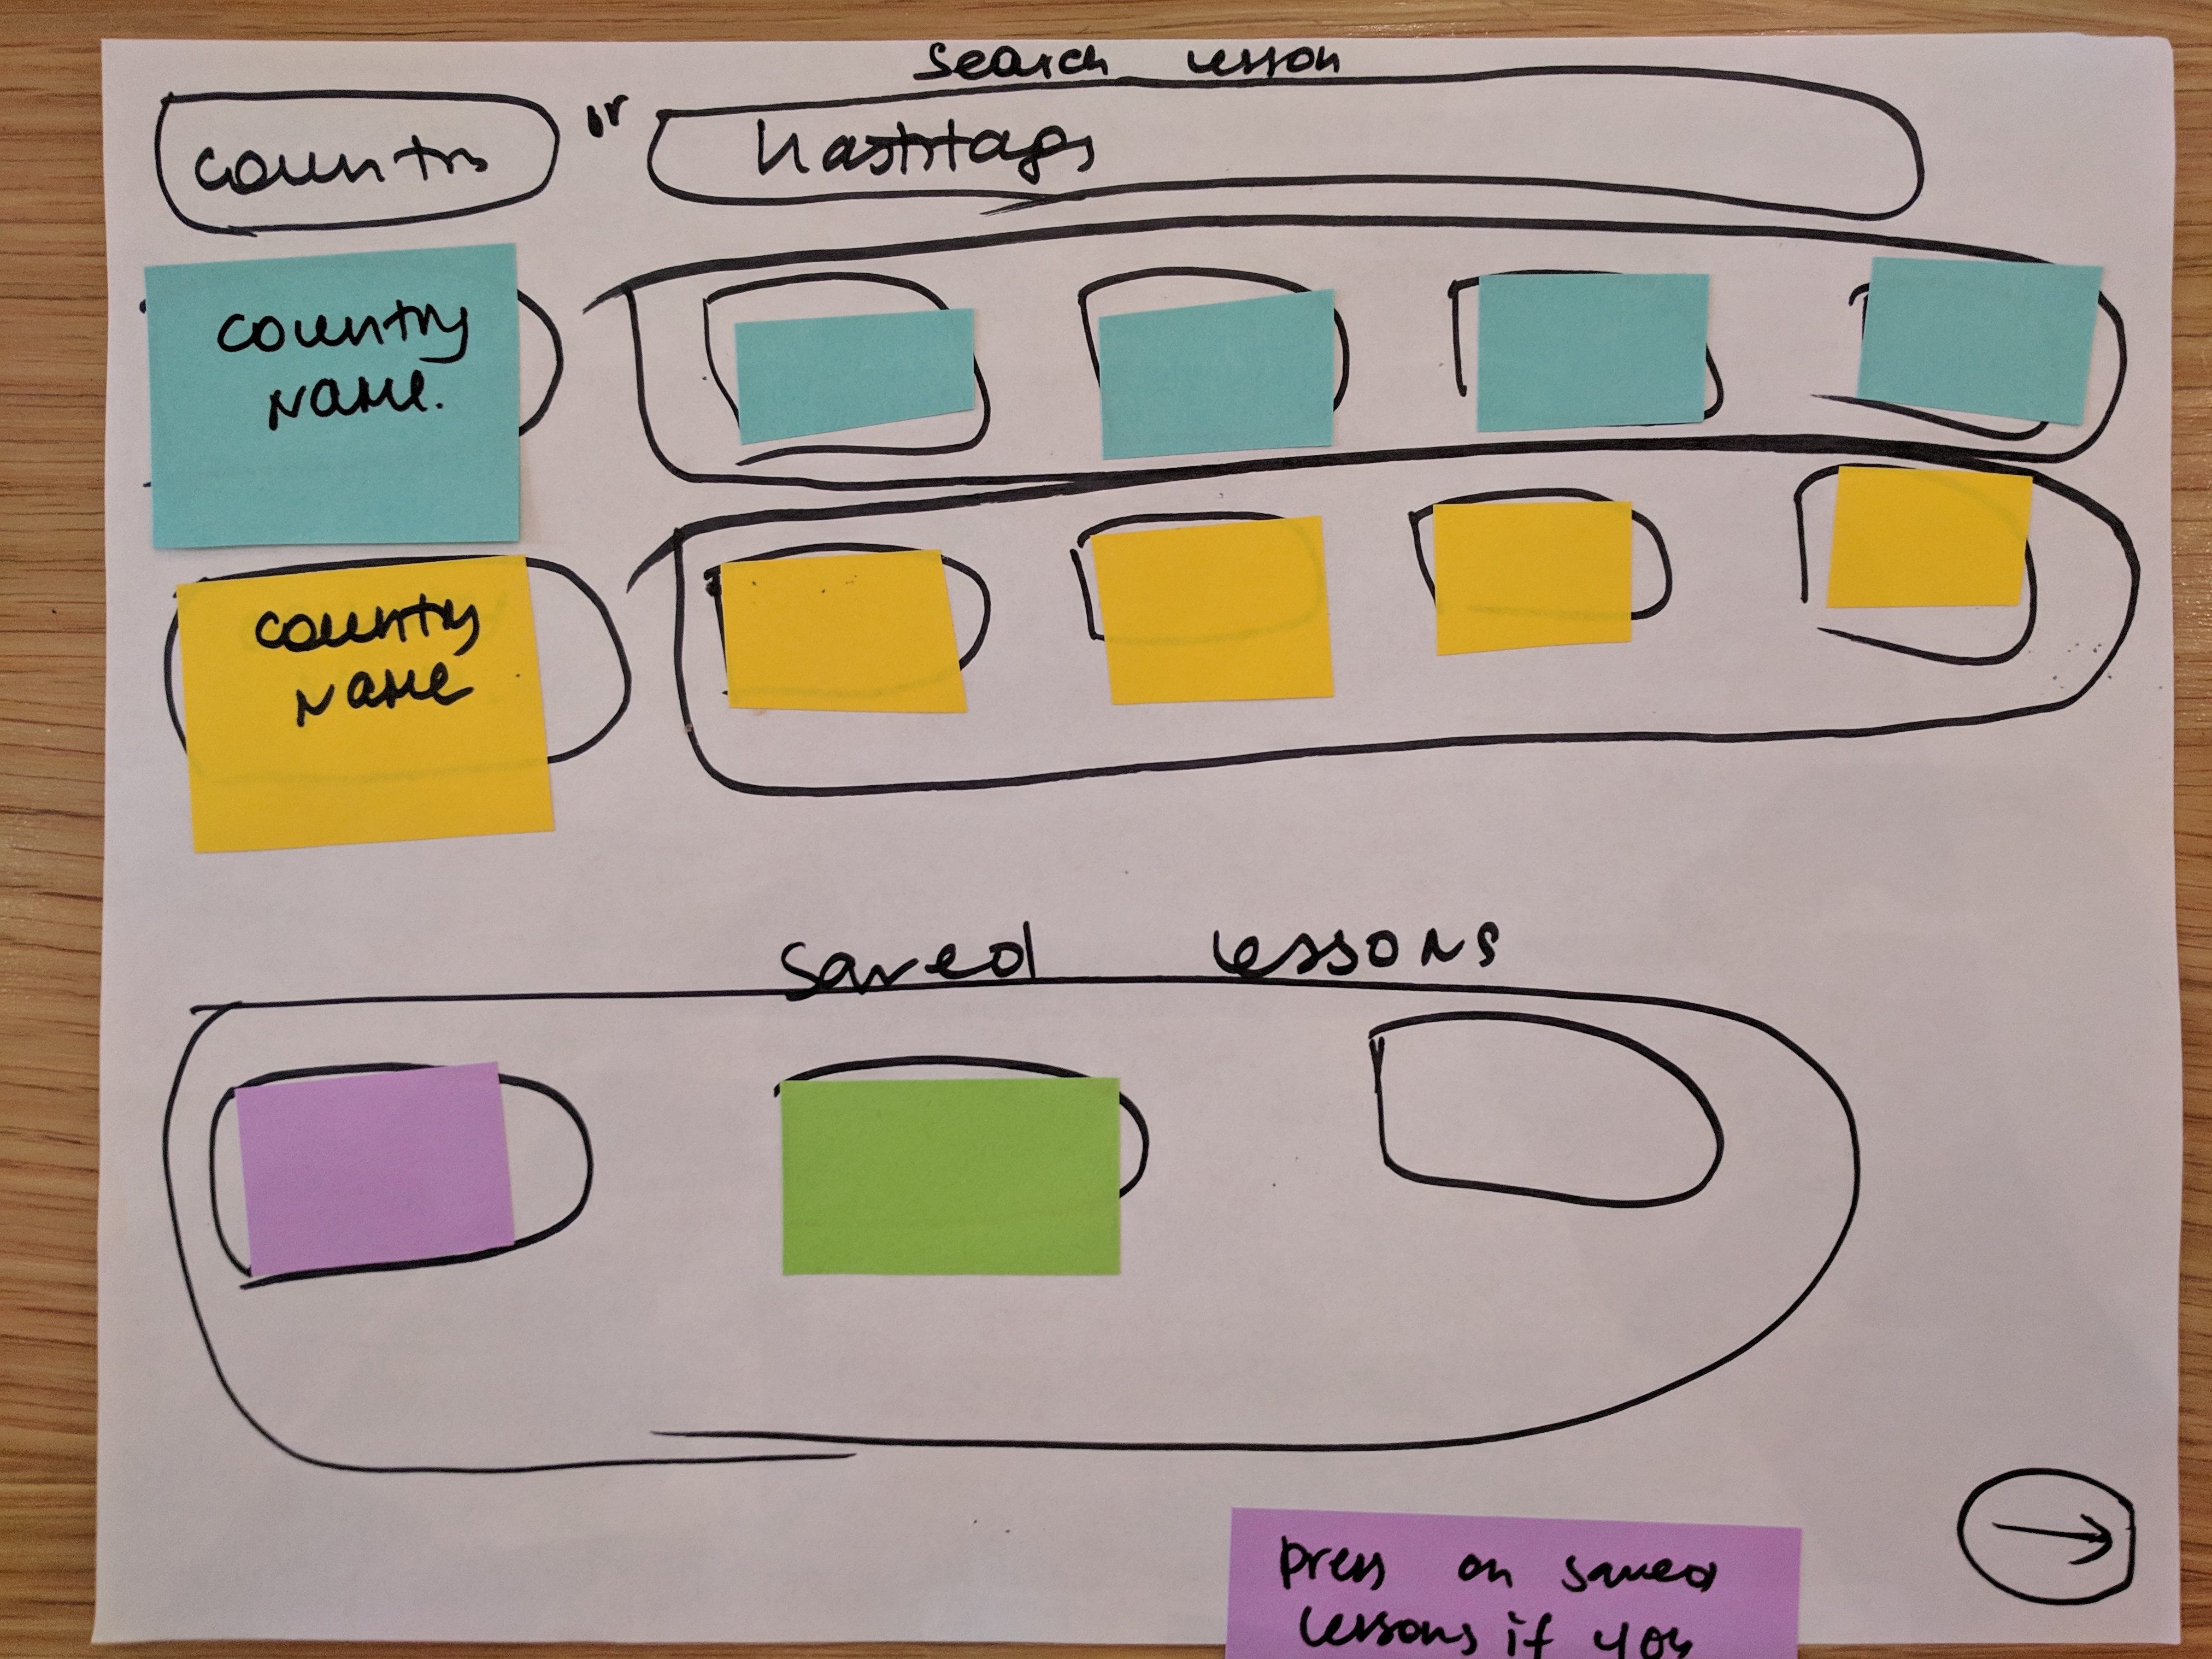 Search lesson
country
or
hashtags
country
name.
country
name
saved lessons
press on saved
lessons if you